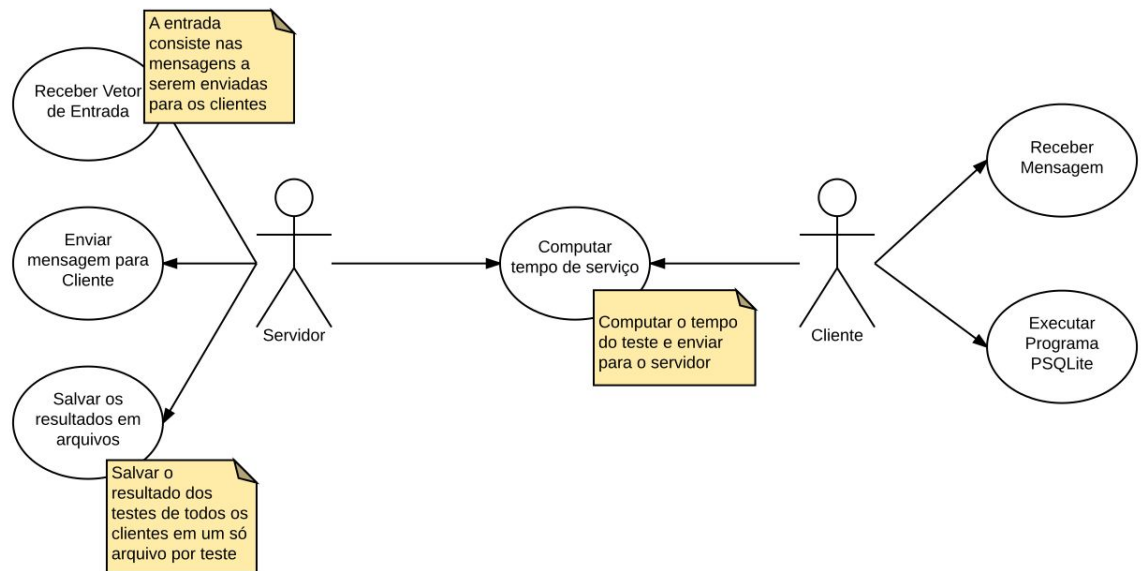 A entrada
consiste nas
mensagens a
serem enviadas
para os clientes
Receber Vetor
de Entrada
Enviar
mensagem para
Cliente
Salvar os
resultados em
arquivos
Salvar o
resultado dos
testes de todos os
clientes em um só
arquivo por teste
Servidor
Computar
tempo de serviço
Computar o tempo
do teste e enviar
para o servidor
Cliente
Receber
Mensagem
Executar
Programa
PSQLite